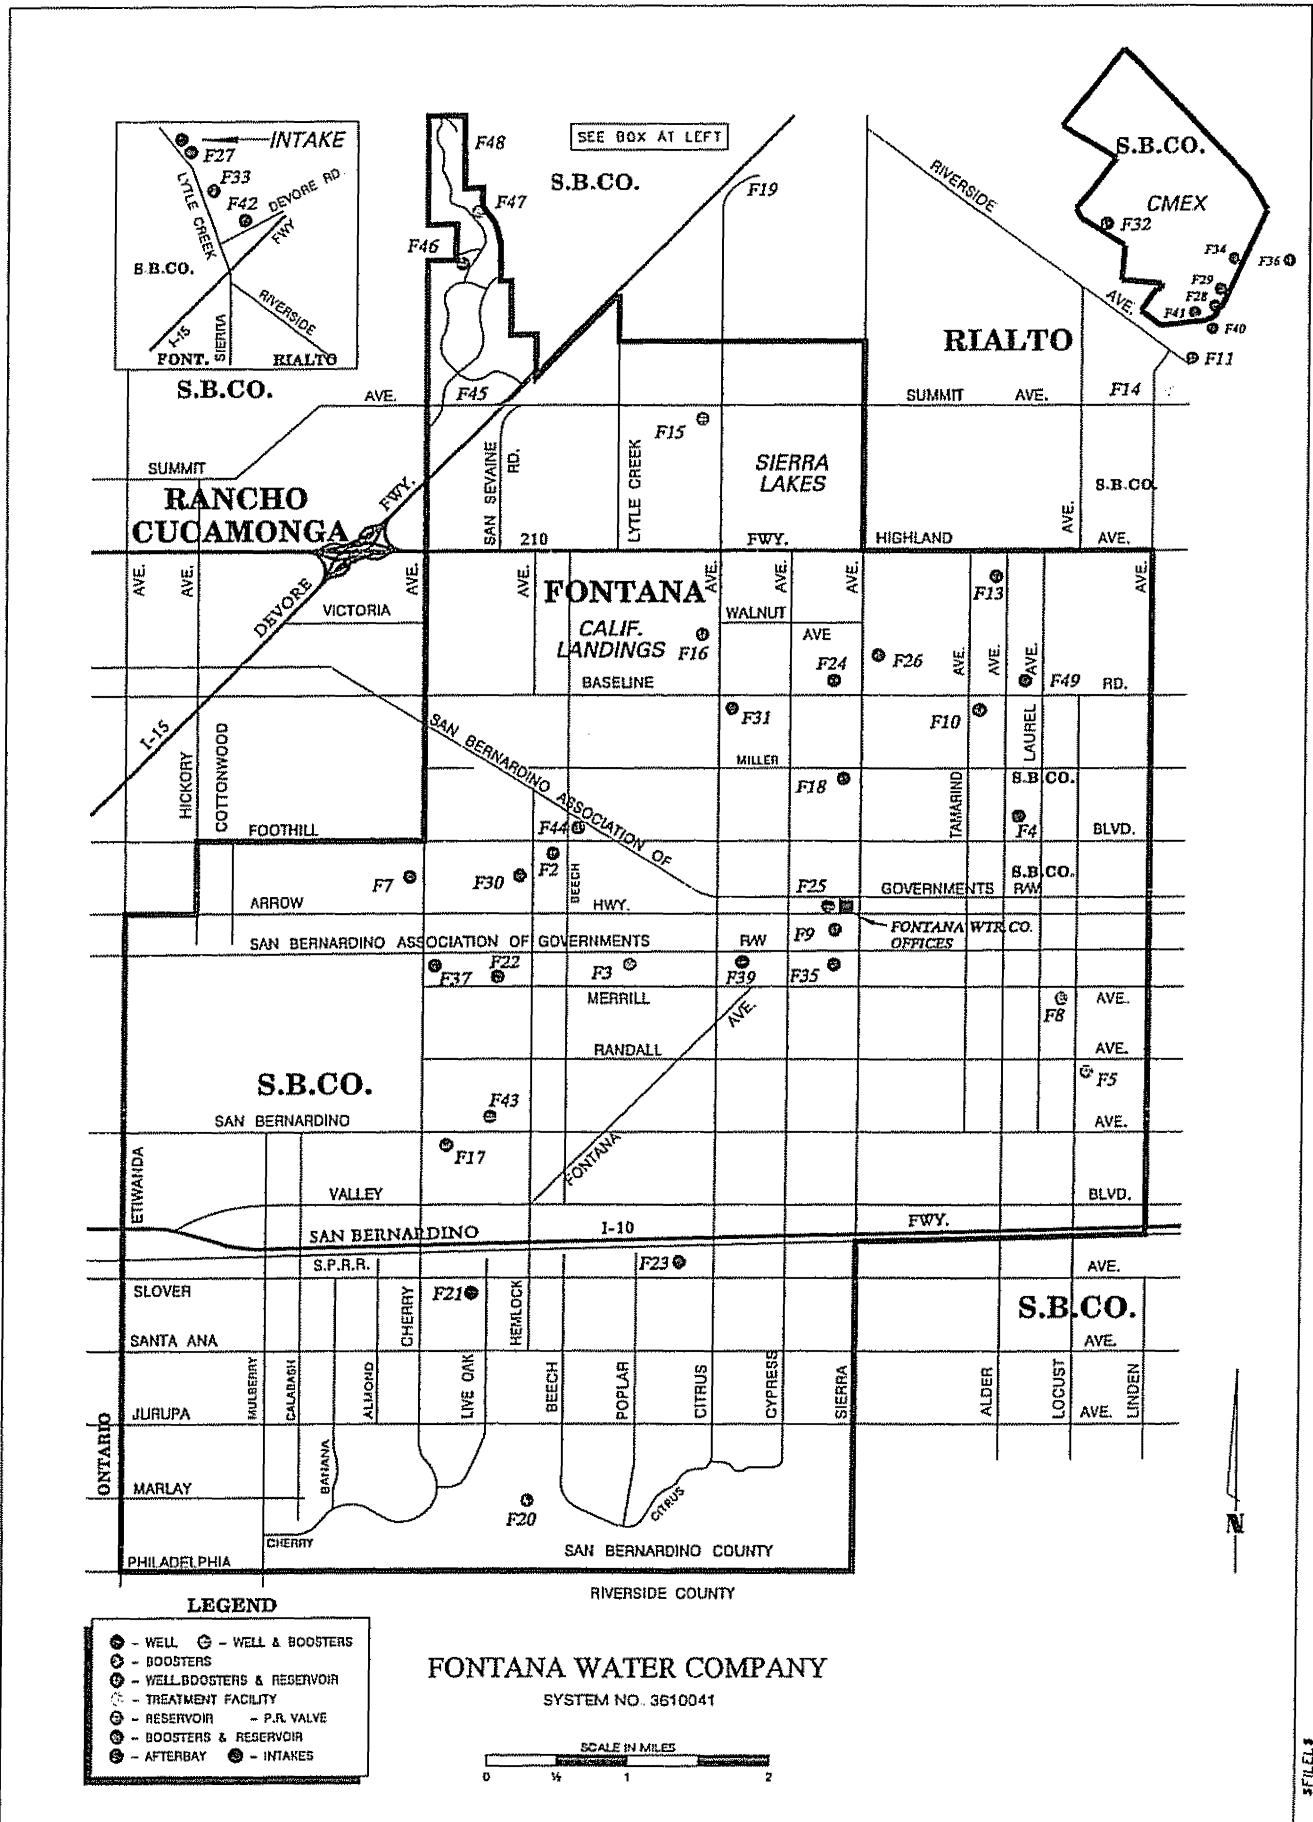 INTAKE
F27
F33
F42
LYTLE CREEK
DEVORE RD.
FWY
S.B.CO.
RIVERSIDE
I-15
SIERRA
FONT.
RIALTO
S.B.CO.
F48
SEE BOX AT LEFT
S.B.CO.
F47
F19
F46
RIVERSIDE
AVE.
S.B.CO.
CMEX
F32
F34
F36
F29
F28
F41
F40
F11
RIALTO
F45
AVE.
SUMMIT
AVE.
F14
F15
SIERRA
LAKES
SUMMIT
SAN SEVAINE
RD.
LYTLE CREEK
S.B.CO.
RANCHO
CUCAMONGA
FWY.
AVE.
210
FWY.
HIGHLAND
AVE.
AVE.
AVE.
AVE.
AVE.
AVE.
AVE.
AVE.
AVE.
DEVORE
VICTORIA
FONTANA
WALNUT
AVE
F13
CALIF.
LANDINGS
F16
F24
F26
AVE.
AVE.
AVE.
F49
BASELINE
RD.
I-15
F31
F10
LAUREL
SAN BERNARDINO ASSOCIATION OF
MILLER
HICKORY
COTTONWOOD
F18
TAMARIND
S.B.CO.
F4
FOOTHILL
F44
BLVD.
F2
F7
F30
BEECH
S.B.CO.
F25
GOVERNMENTS
R/W
ARROW
HWY.
FONTANA WTR. CO.
OFFICES
F9
SAN BERNARDINO ASSOCIATION OF GOVERNMENTS
R/W
F37
F22
F3
F39
F35
MERRILL
AVE.
AVE.
F8
RANDALL
AVE.
S.B.CO.
F5
F43
SAN BERNARDINO
AVE.
F17
FONTANA
ETIWANDA
VALLEY
BLVD.
SAN BERNARDINO
I-10
FWY.
S.P.R.R.
F23
AVE.
SLOVER
F21
CHERRY
HEMLOCK
S.B.CO.
SANTA ANA
AVE.
MULBERRY
CALABASH
ALMOND
LIVE OAK
BEECH
POPLAR
CITRUS
CYPRESS
SIERRA
ALDER
LOCUST
LINDEN
JURUPA
AVE.
ONTARIO
BANANA
MARLAY
F20
CITRUS
CHERRY
SAN BERNARDINO COUNTY
PHILADELPHIA
RIVERSIDE COUNTY
N
LEGEND
- WELL
- WELL & BOOSTERS
- BOOSTERS
- WELL,BOOSTERS & RESERVOIR
- TREATMENT FACILITY
- RESERVOIR
- P.R. VALVE
- BOOSTERS & RESERVOIR
- AFTERBAY
- INTAKES
FONTANA WATER COMPANY
SYSTEM NO. 3610041
SCALE IN MILES
0
½
1
2
$FILEL$